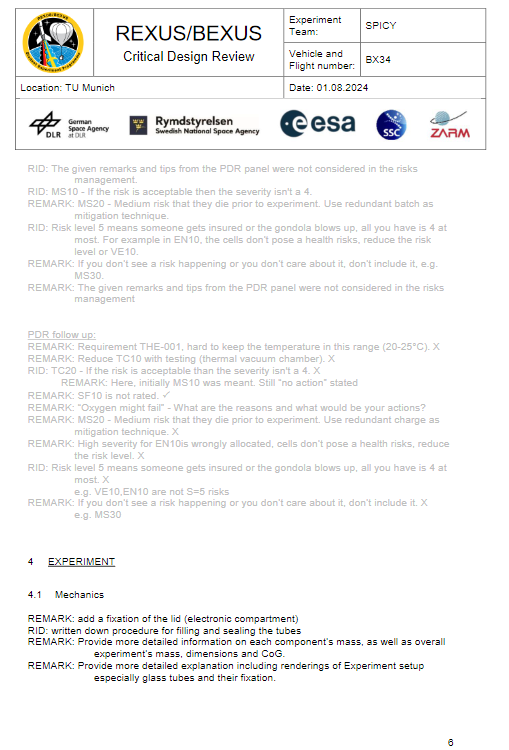 REXUS/BEXUS
Critical Design Review
Experiment Team:
SPICY
Vehicle and Flight number:
BX34
Location: TU Munich
Date: 01.08.2024
DLR
German
Space Agency
at DLR
Rymdstyrelsen
Swedish National Space Agency
esa
SSC
ZARM
RID: The given remarks and tips from the PDR panel were not considered in the risks
management.
RID: MS10 - If the risk is acceptable then the severity isn't a 4.
REMARK: MS20 - Medium risk that they die prior to experiment. Use redundant batch as
mitigation technique.
RID: Risk level 5 means someone gets insured or the gondola blows up, all you have is 4 at
most. For example in EN10, the cells don't pose a health risks, reduce the risk
level or VE10.
REMARK: If you don't see a risk happening or you don't care about it, don't include it, e.g.
MS30.
REMARK: The given remarks and tips from the PDR panel were not considered in the risks
management
PDR follow up:
REMARK: Requirement THE-001, hard to keep the temperature in this range (20-25°C). X
REMARK: Reduce TC10 with testing (thermal vacuum chamber). X
RID: TC20 - If the risk is acceptable than the severity isn't a 4. X
REMARK: Here, initially MS10 was meant. Still "no action" stated
REMARK: SF10 is not rated. ✓
REMARK: "Oxygen might fail" - What are the reasons and what would be your actions?
REMARK: MS20 - Medium risk that they die prior to experiment. Use redundant charge as
mitigation technique. X
REMARK: High severity for EN10is wrongly allocated, cells don't pose a health risks, reduce
the risk level. X
RID: Risk level 5 means someone gets insured or the gondola blows up, all you have is 4 at
most. X
e.g. VE10,EN10 are not S=5 risks
REMARK: If you don't see a risk happening or you don't care about it, don't include it. X
e.g. MS30
4 EXPERIMENT
4.1 Mechanics
REMARK: add a fixation of the lid (electronic compartment)
RID: written down procedure for filling and sealing the tubes
REMARK: Provide more detailed information on each component's mass, as well as overall
experiment's mass, dimensions and CoG.
REMARK: Provide more detailed explanation including renderings of Experiment setup
especially glass tubes and their fixation.
6